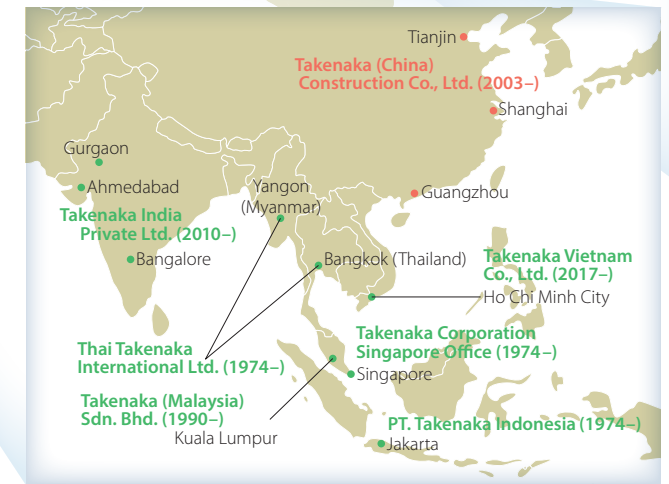 Tianjin
Takenaka (China)
Construction Co., Ltd. (2003–)
Shanghai
Gurgaon
Ahmedabad
Yangon
(Myanmar)
Guangzhou
Takenaka India
Private Ltd. (2010–)
Bangalore
Bangkok (Thailand)
Takenaka Vietnam
Co., Ltd. (2017–)
Ho Chi Minh City
Thai Takenaka
International Ltd. (1974–)
Takenaka Corporation
Singapore Office (1974–)
Singapore
Takenaka (Malaysia)
Sdn. Bhd. (1990–)
Kuala Lumpur
PT. Takenaka Indonesia (1974–)
Jakarta